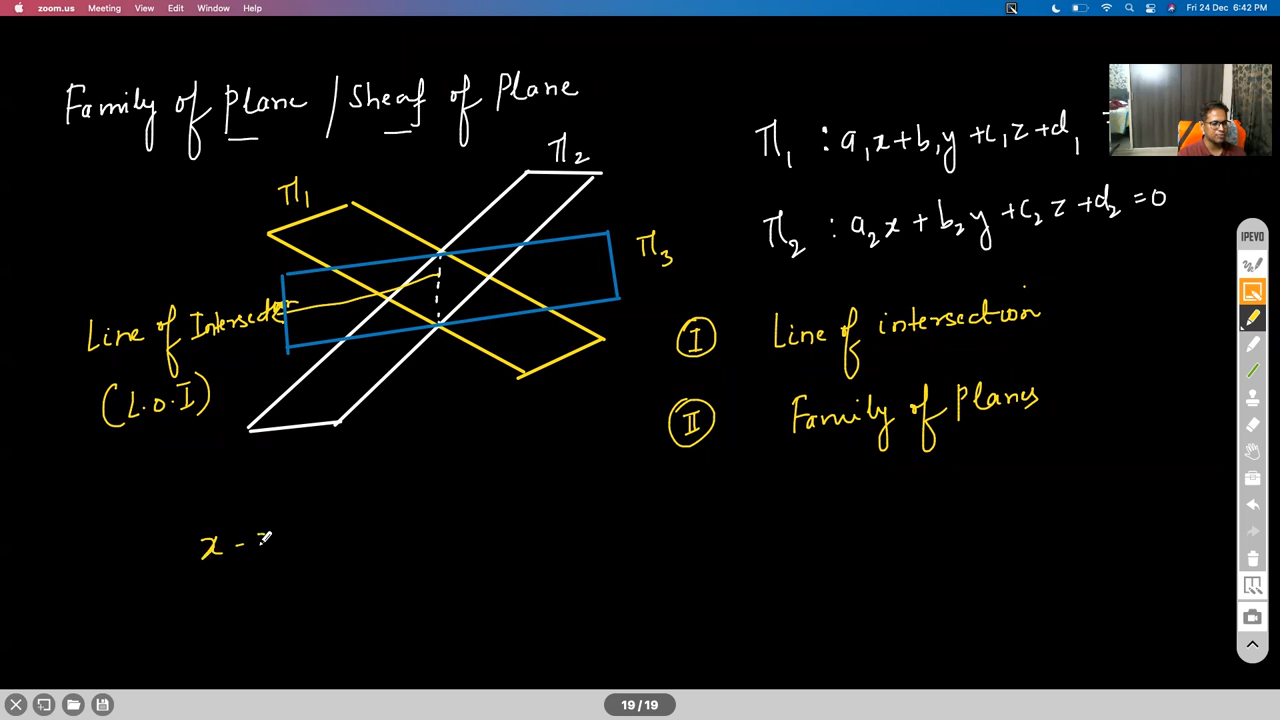 zoom.us Meeting View Edit Window Help Fri 24 Dec 6:42 PM
Family of Plane / Sheaf of Plane
π₁ : a₁x + b₁y + c₁z + d₁
π₂
π₁
π₂ : a₂x + b₂y + c₂z + d₂ = 0
π₃
IPEVO
Line of
(L.O.I)
I Line of intersection
II Family of Planes
x -
19 / 19